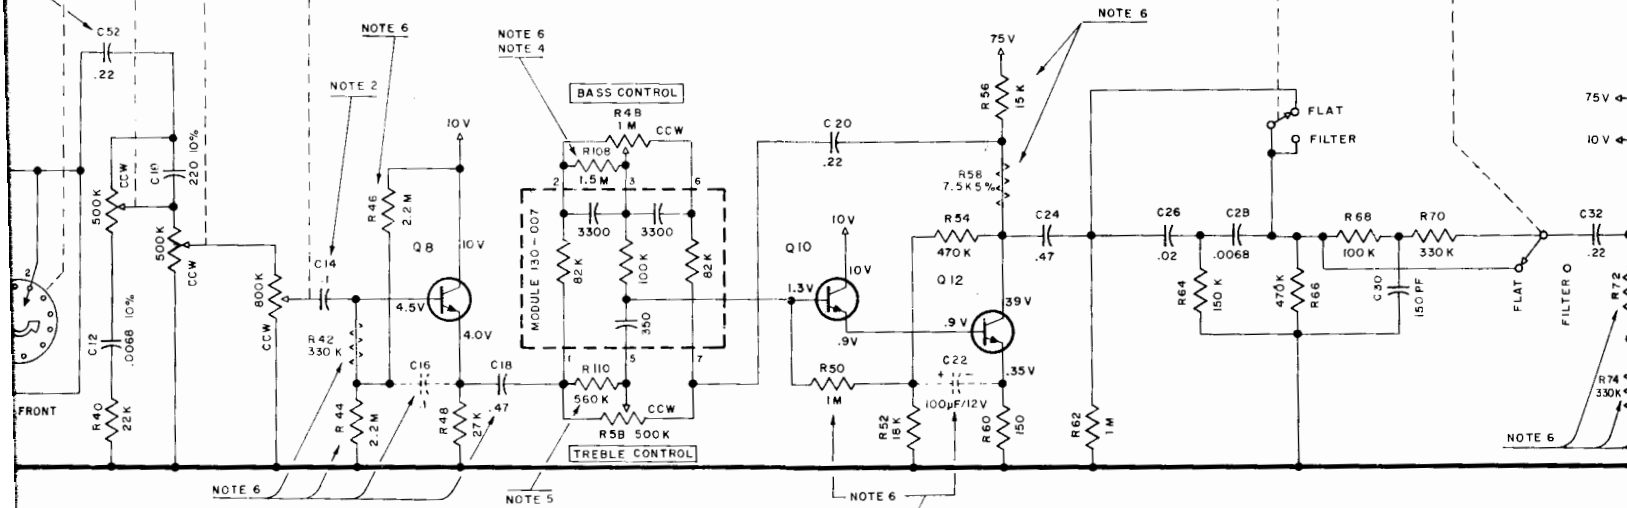 C52
.22
NOTE 6
NOTE 2
NOTE 6
NOTE 4
BASS CONTROL
R4B
1M
CCW
R108
1.5M
2
3
6
C20
.22
75V
R56
15K
NOTE 6
R58
7.5K 5%
FLAT
FILTER
75V
10V
500K
CCW
220 10%
500K
CCW
800K
CCW
C14
.1
R46
2.2M
10V
Q8
10V
4.5V
4.0V
MODULE 130-007
3300
3300
82K
100K
82K
350
1
5
7
Q10
10V
10V
1.3V
.9V
R54
470K
Q12
39V
.9V
.35V
C24
.47
C26
.02
C28
.0068
R64
150K
470K
R66
R68
100K
R70
330K
C30
150PF
FLAT
FILTER
C32
.22
R72
R74
330K
NOTE 6
2
FRONT
C12
.0068 10%
R40
22K
R42
330K
R44
2.2M
C16
R48
27K
C18
.47
R110
560K
CCW
R5B 500K
TREBLE CONTROL
NOTE 5
NOTE 6
R50
1M
R52
18K
C22
+ -
100µF/12V
R60
150
R62
1M
NOTE 6